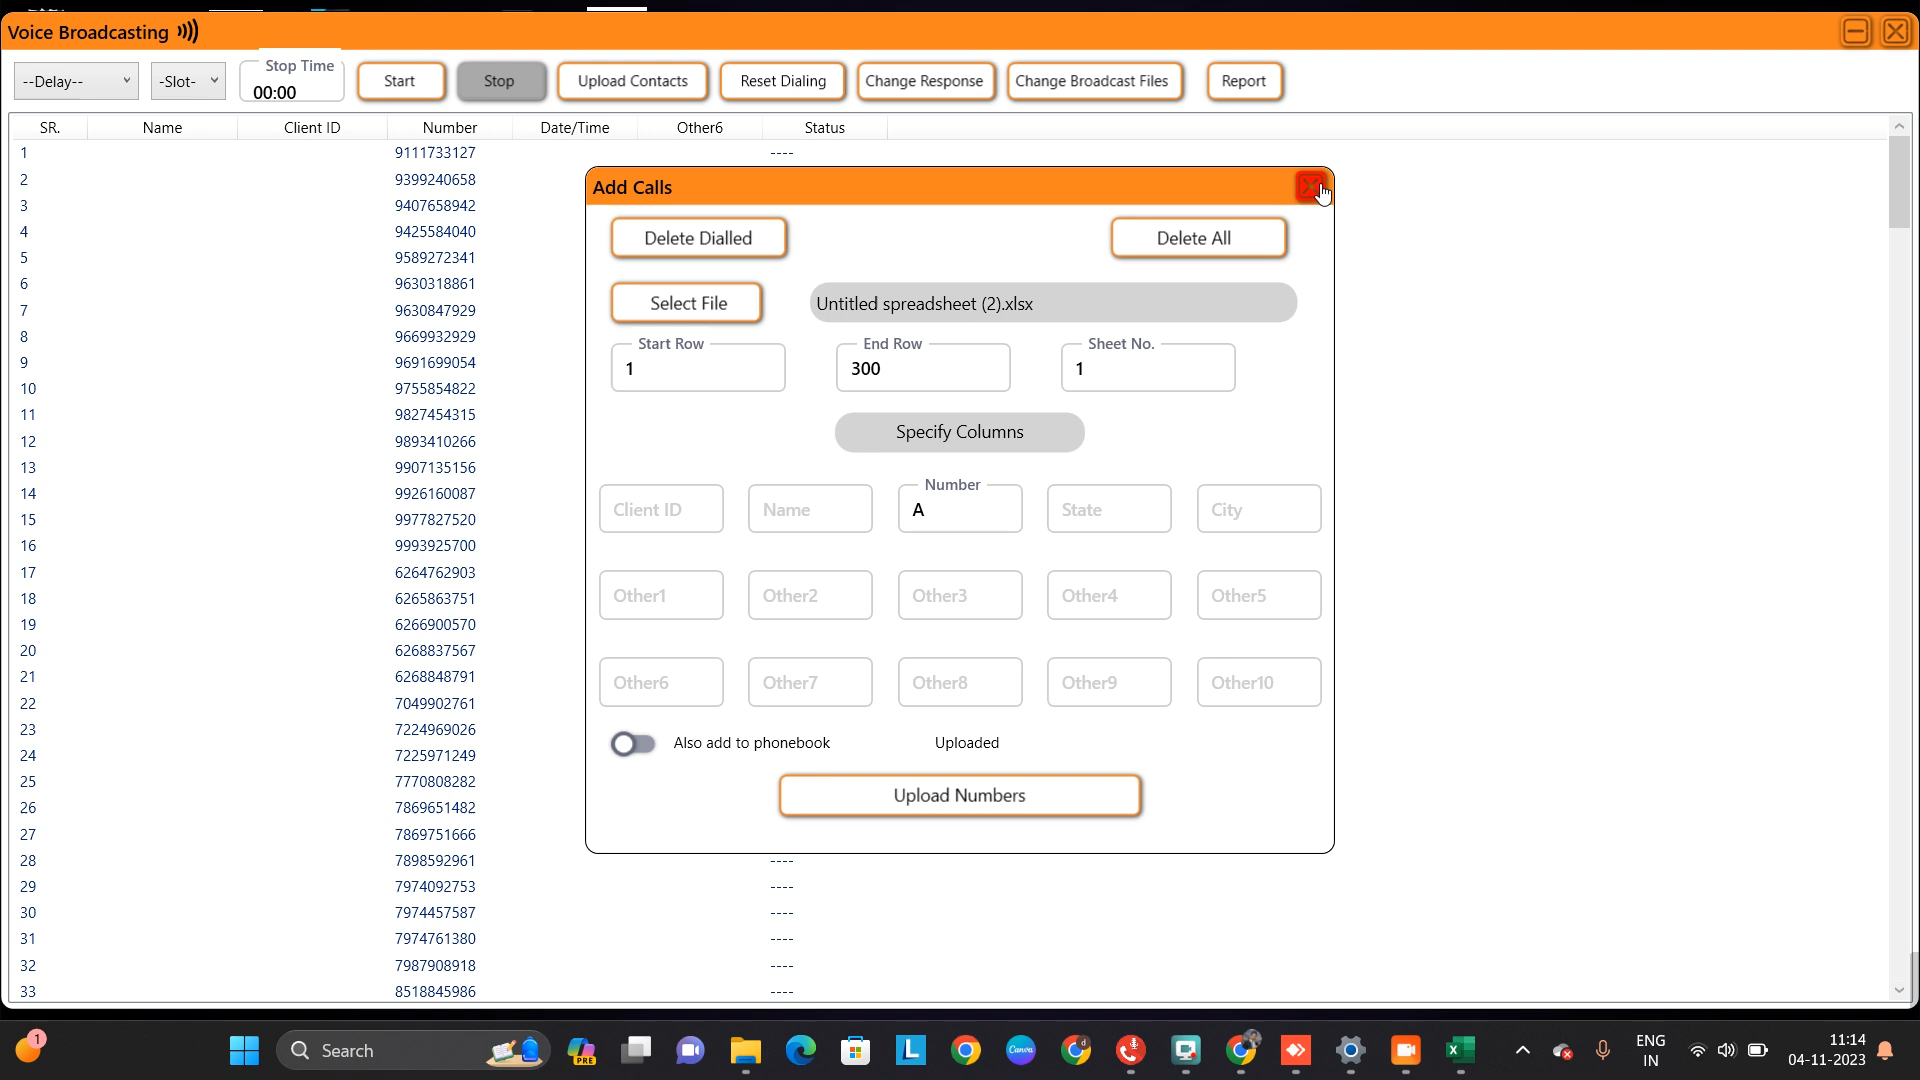 Voice Broadcasting
--Delay--
-Slot-
Stop Time
00:00
Start
Stop
Upload Contacts
Reset Dialing
Change Response
Change Broadcast Files
Report
SR. Name Client ID Number Date/Time Other6 Status
1 9111733127 ----
2 9399240658
3 9407658942
4 9425584040
5 9589272341
6 9630318861
7 9630847929
8 9669932929
9 9691699054
10 9755854822
11 9827454315
12 9893410266
13 9907135156
14 9926160087
15 9977827520
16 9993925700
17 6264762903
18 6265863751
19 6266900570
20 6268837567
21 6268848791
22 7049902761
23 7224969026
24 7225971249
25 7770808282
26 7869651482
27 7869751666
28 7898592961 ----
29 7974092753 ----
30 7974457587 ----
31 7974761380 ----
32 7987908918 ----
33 8518845986 ----
Add Calls
Delete Dialled
Delete All
Select File
Untitled spreadsheet (2).xlsx
Start Row
1
End Row
300
Sheet No.
1
Specify Columns
Client ID
Name
Number
A
State
City
Other1
Other2
Other3
Other4
Other5
Other6
Other7
Other8
Other9
Other10
Also add to phonebook
Uploaded
Upload Numbers
1
Search
PRE
L
Canva
d
X
ENG
IN
11:14
04-11-2023